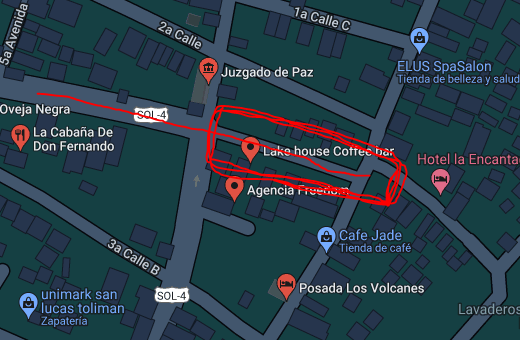 1a Calle C
5a Avenida
2a Calle
ELUS SpaSalon
Tienda de belleza y salud
Juzgado de Paz
Oveja Negra
SOL-4
La Cabaña De
Don Fernando
Lake house Coffee bar
Hotel la Encanta
Agencia Freedom
Cafe Jade
Tienda de café
3a Calle B
unimark san
lucas toliman
Zapatería
SOL-4
Posada Los Volcanes
Lavaderos